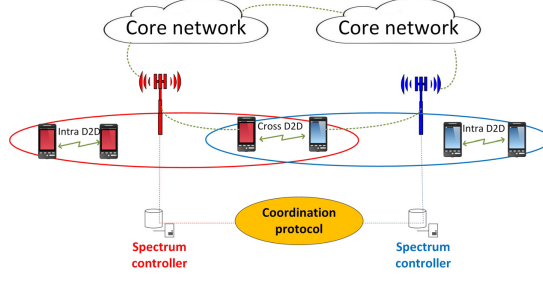 Core network
Core network
Intra D2D
Cross D2D
Intra D2D
Coordination
protocol
Spectrum
controller
Spectrum
controller